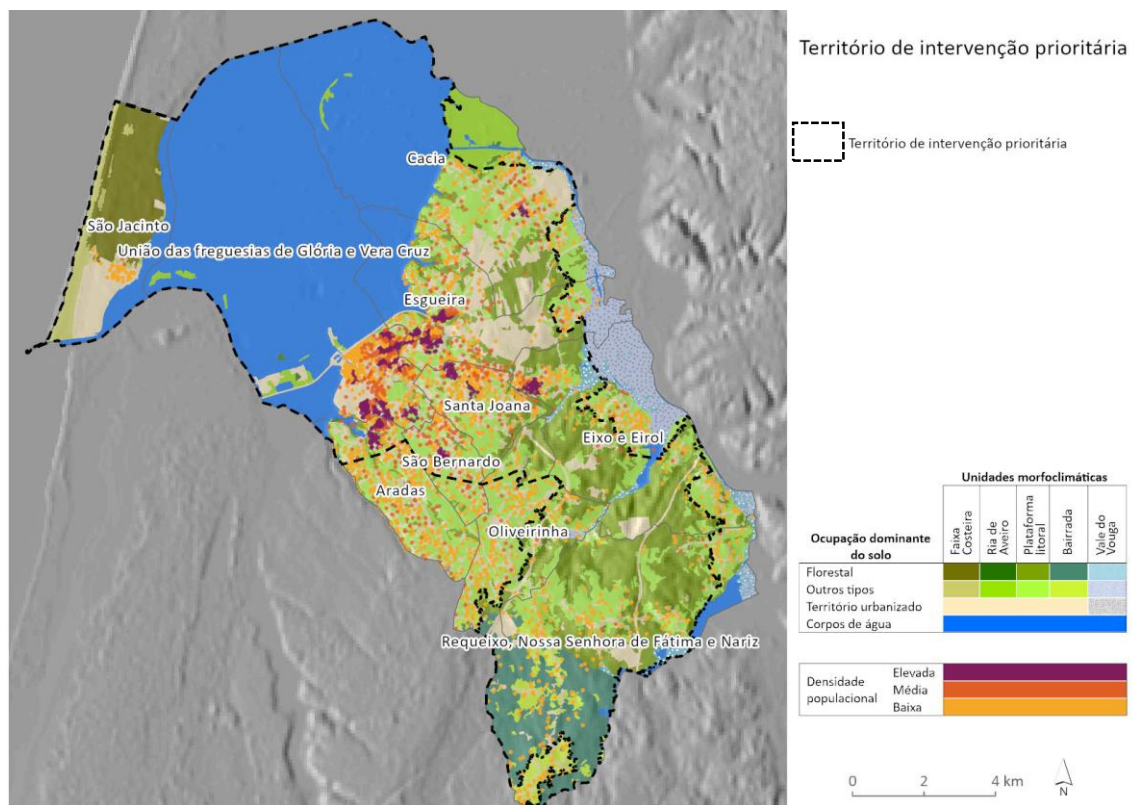 Território de intervenção prioritária
Território de intervenção prioritária
Cacia
São Jacinto
União das freguesias de Glória e Vera Cruz
Esgueira
Santa Joana
Eixo e Eirol
São Bernardo
Aradas
Oliveirinha
Requeixo, Nossa Senhora de Fátima e Nariz
Unidades morfoclimáticas
Ocupação dominante
do solo
Faixa
Costeira
Ria de
Aveiro
Plataforma
litoral
Bairrada
Vale do
Vouga
Florestal
Outros tipos
Território urbanizado
Corpos de água
Densidade
populacional
Elevada
Média
Baixa
0 2 4 km
N